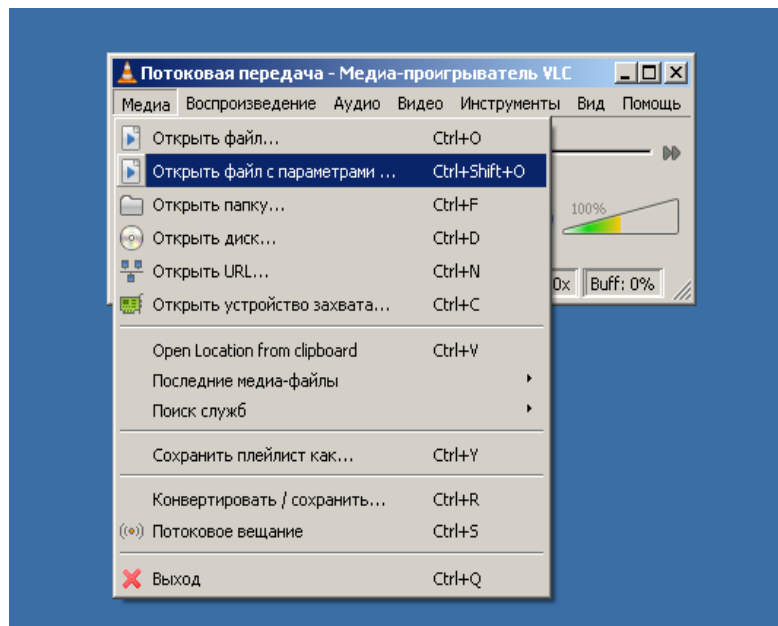 Потоковая передача - Медиа-проигрыватель VLC
Медиа Воспроизведение Аудио Видео Инструменты Вид Помощь
Открыть файл... Ctrl+O
Открыть файл с параметрами ... Ctrl+Shift+O
Открыть папку... Ctrl+F
100%
Открыть диск... Ctrl+D
Открыть URL... Ctrl+N
0x Buff: 0%
Открыть устройство захвата... Ctrl+C
Open Location from clipboard Ctrl+V
Последние медиа-файлы
Поиск служб
Сохранить плейлист как... Ctrl+Y
Конвертировать / сохранить... Ctrl+R
Потоковое вещание Ctrl+S
Выход Ctrl+Q